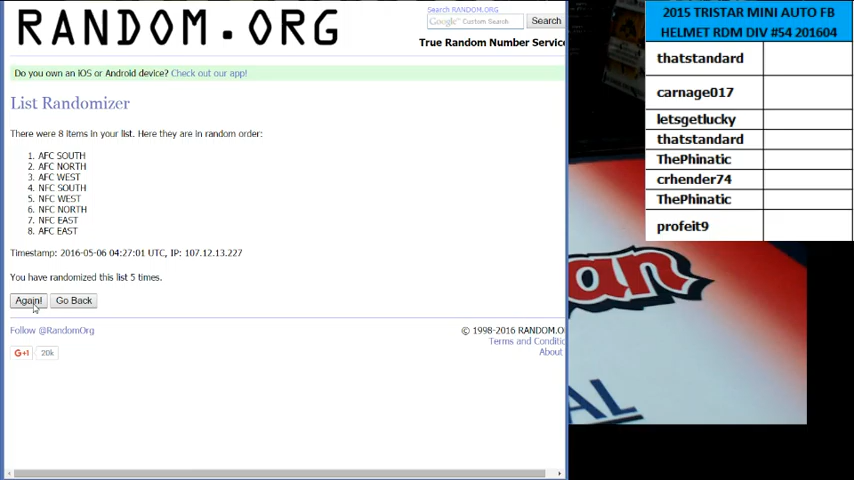 RANDOM.ORG
Search RANDOM.ORG
Google™ Custom Search
Search
True Random Number Service
Do you own an iOS or Android device? Check out our app!
List Randomizer
There were 8 items in your list. Here they are in random order:
1. AFC SOUTH
2. AFC NORTH
3. AFC WEST
4. NFC SOUTH
5. NFC WEST
6. NFC NORTH
7. NFC EAST
8. AFC EAST
Timestamp: 2016-05-06 04:27:01 UTC, IP: 107.12.13.227
You have randomized this list 5 times.
Again! Go Back
Follow @RandomOrg
© 1998-2016 RANDOM.O
Terms and Conditio
About
G+1 20k
2015 TRISTAR MINI AUTO FB
HELMET RDM DIV #54 201604
thatstandard
carnage017
letsgetlucky
thatstandard
ThePhinatic
crhender74
ThePhinatic
profeit9
an
AL